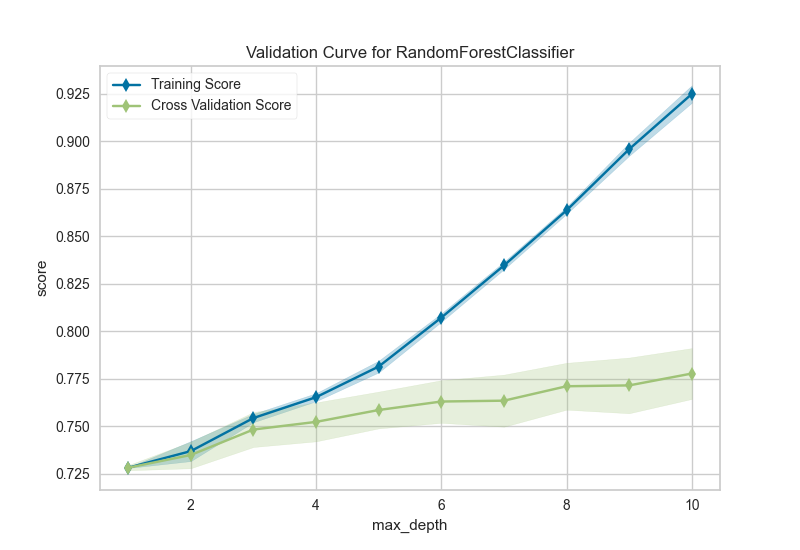 Validation Curve for RandomForestClassifier
Training Score
Cross Validation Score
0.925
0.900
0.875
0.850
0.825
0.800
0.775
0.750
0.725
score
2 4 6 8 10
max_depth